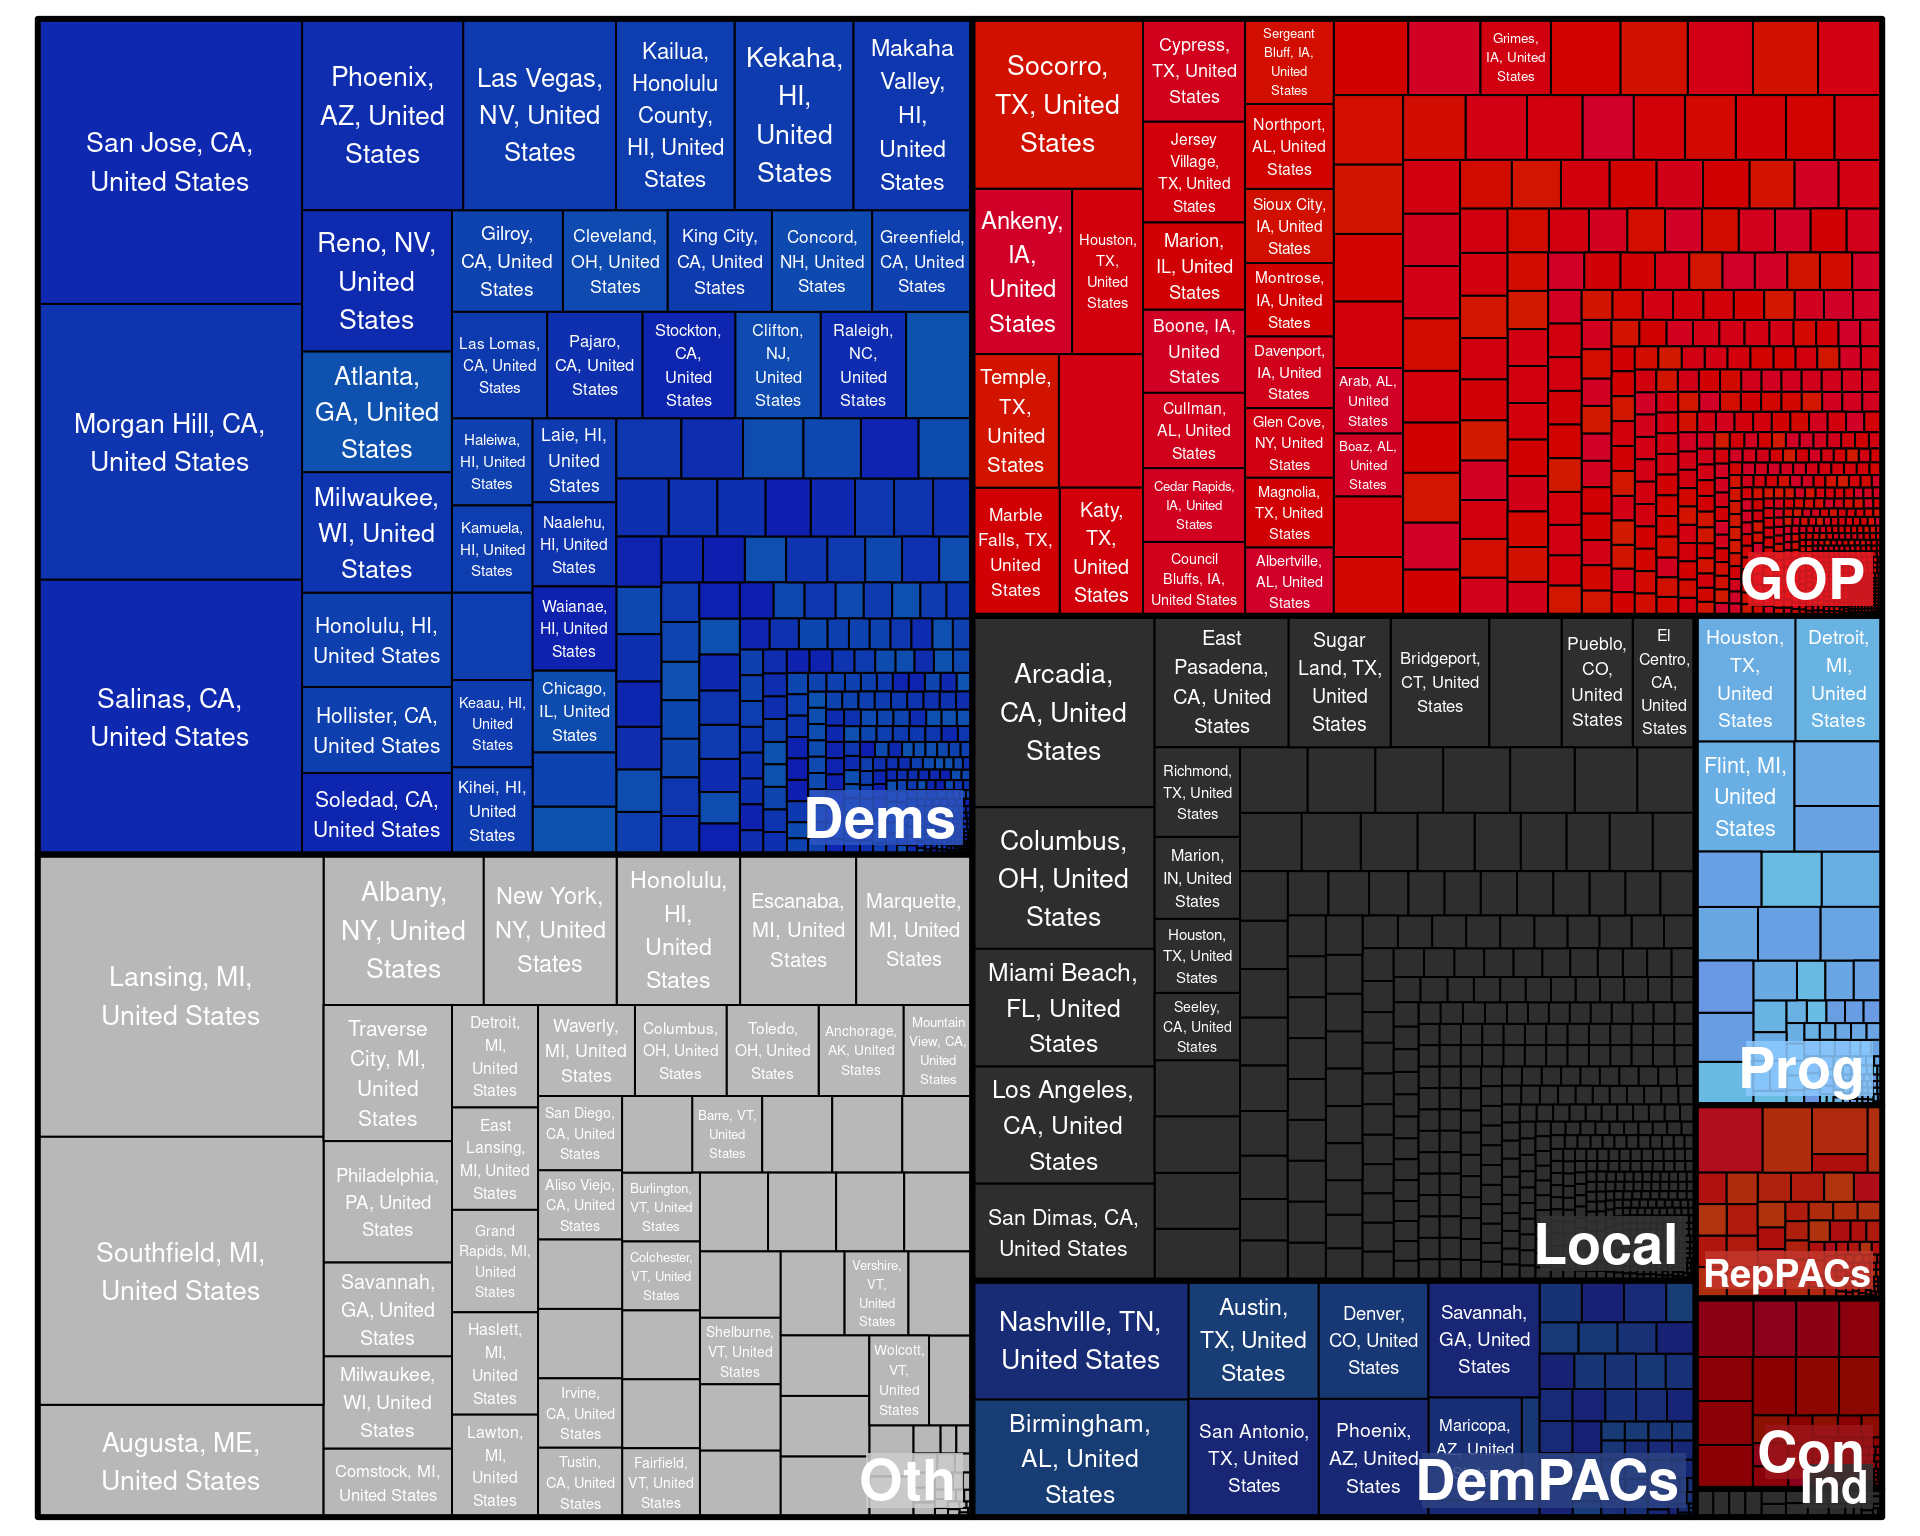 San Jose, CA,
United States
Morgan Hill, CA,
United States
Salinas, CA,
United States
Phoenix,
AZ, United
States
Las Vegas,
NV, United
States
Kailua,
Honolulu
County,
HI, United
States
Kekaha,
HI,
United
States
Makaha
Valley,
HI,
United
States
Reno, NV,
United
States
Atlanta,
GA, United
States
Milwaukee,
WI, United
States
Honolulu, HI,
United States
Hollister, CA,
United States
Soledad, CA,
United States
Gilroy,
CA, United
States
Cleveland,
OH, United
States
King City,
CA, United
States
Concord,
NH, United
States
Greenfield,
CA, United
States
Las Lomas,
CA, United
States
Pajaro,
CA, United
States
Stockton,
CA,
United
States
Clifton,
NJ,
United
States
Raleigh,
NC,
United
States
Haleiwa,
HI, United
States
Kamuela,
HI, United
States
Keaau, HI,
United
States
Kihei, HI,
United
States
Laie, HI,
United
States
Naalehu,
HI, United
States
Waianae,
HI, United
States
Chicago,
IL, United
States
Dems
Socorro,
TX, United
States
Ankeny,
IA,
United
States
Houston,
TX,
United
States
Temple,
TX,
United
States
Marble
Falls, TX,
United
States
Katy,
TX,
United
States
Cypress,
TX, United
States
Jersey
Village,
TX, United
States
Marion,
IL, United
States
Boone, IA,
United
States
Cullman,
AL, United
States
Cedar Rapids,
IA, United
States
Council
Bluffs, IA,
United States
Sergeant
Bluff, IA,
United
States
Northport,
AL, United
States
Sioux City,
IA, United
States
Montrose,
IA, United
States
Davenport,
IA, United
States
Glen Cove,
NY, United
States
Magnolia,
TX, United
States
Albertville,
AL, United
States
Grimes,
IA, United
States
Arab, AL,
United
States
Boaz, AL,
United
States
GOP
Lansing, MI,
United States
Southfield, MI,
United States
Augusta, ME,
United States
Albany,
NY, United
States
New York,
NY, United
States
Honolulu,
HI,
United
States
Escanaba,
MI, United
States
Marquette,
MI, United
States
Traverse
City, MI,
United
States
Philadelphia,
PA, United
States
Savannah,
GA, United
States
Milwaukee,
WI, United
States
Comstock, MI,
United States
Detroit,
MI,
United
States
East
Lansing,
MI, United
States
Grand
Rapids, MI,
United
States
Haslett,
MI,
United
States
Lawton,
MI,
United
States
Waverly,
MI, United
States
Columbus,
OH, United
States
Toledo,
OH, United
States
Anchorage,
AK, United
States
Mountain
View, CA,
United
States
San Diego,
CA, United
States
Aliso Viejo,
CA, United
States
Irvine,
CA, United
States
Tustin,
CA, United
States
Barre, VT,
United
States
Burlington,
VT, United
States
Colchester,
VT, United
States
Fairfield,
VT, United
States
Shelburne,
VT, United
States
Vershire,
VT,
United
States
Wolcott,
VT,
United
States
Oth
Arcadia,
CA, United
States
Columbus,
OH, United
States
Miami Beach,
FL, United
States
Los Angeles,
CA, United
States
San Dimas, CA,
United States
East
Pasadena,
CA, United
States
Sugar
Land, TX,
United
States
Bridgeport,
CT, United
States
Pueblo,
CO,
United
States
El
Centro,
CA,
United
States
Richmond,
TX, United
States
Marion,
IN, United
States
Houston,
TX, United
States
Seeley,
CA, United
States
Local
Houston,
TX,
United
States
Detroit,
MI,
United
States
Flint, MI,
United
States
Prog
RepPACs
Con
Ind
Nashville, TN,
United States
Birmingham,
AL, United
States
Austin,
TX, United
States
San Antonio,
TX, United
States
Denver,
CO, United
States
Phoenix,
AZ, United
States
Savannah,
GA, United
States
Maricopa,
AZ, United
DemPACs